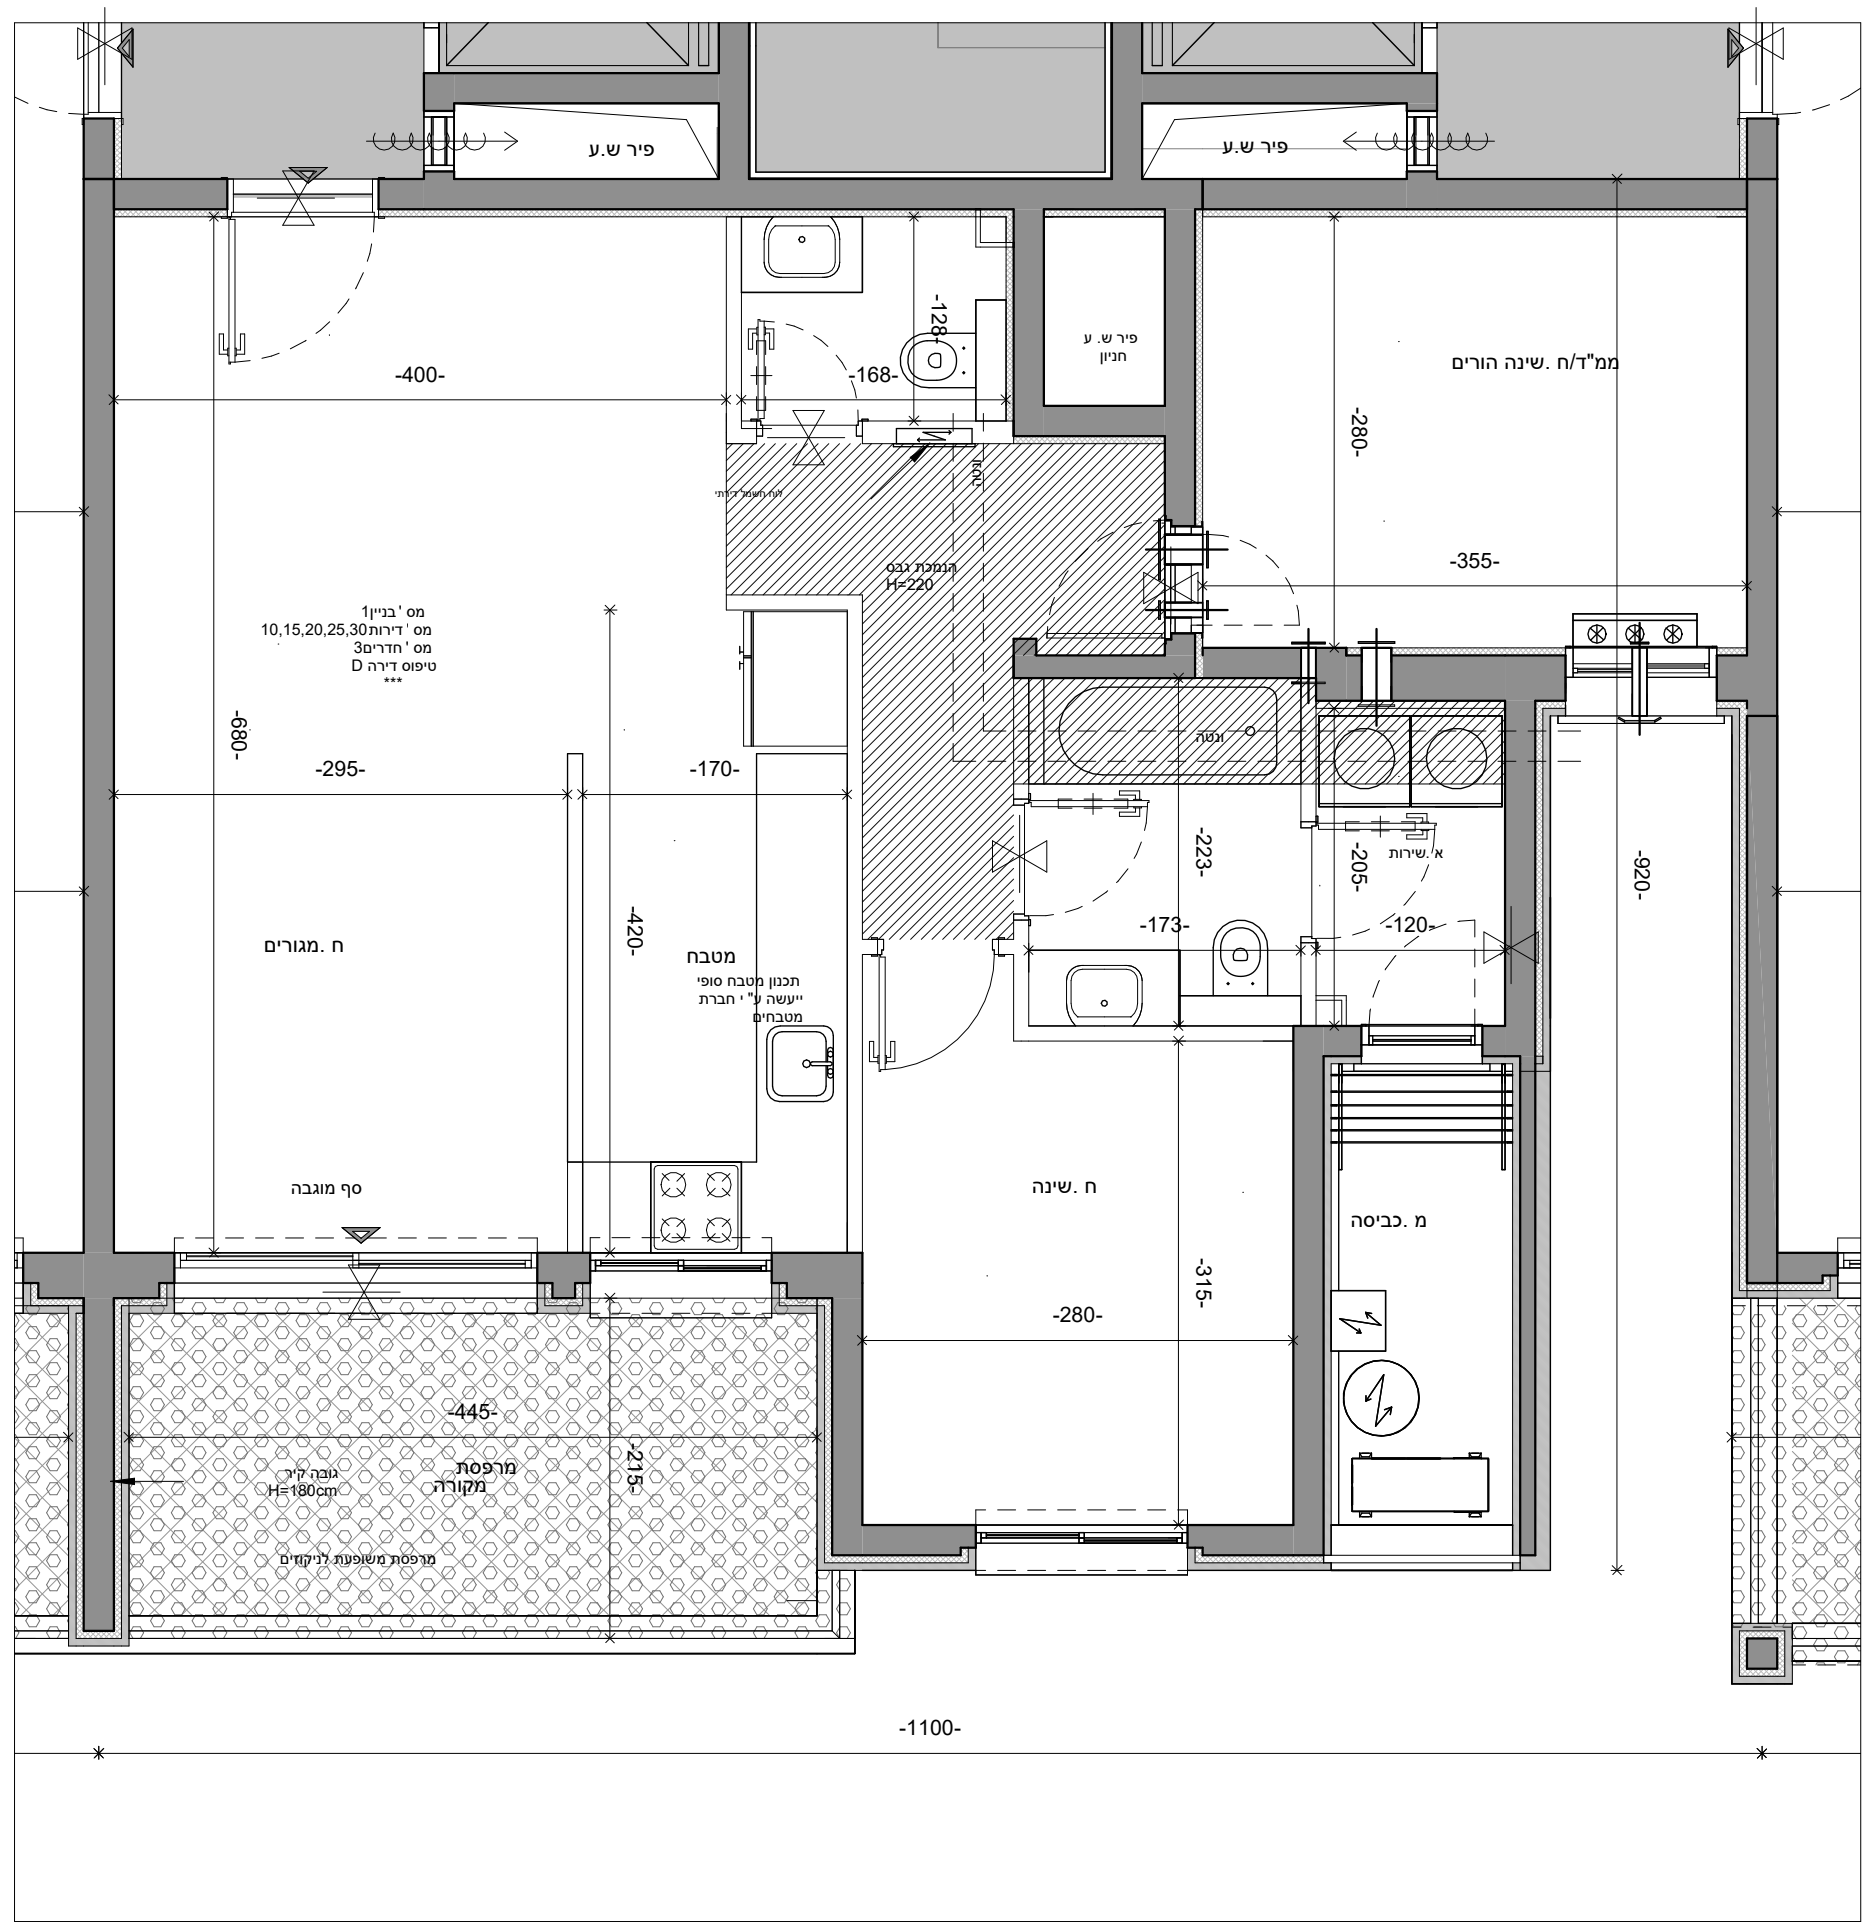 פיר ש.ע
פיר ש.ע
פיר ש. ע
חניון
ממ"ד/ח .שינה הורים
-128-
-168-
-400-
-280-
-355-
ונטה
לוח חשמל דירתי
הנמכת גבס
H=220
מס ' בניין1
מס ' דירות10,15,20,25,30
מס ' חדרים3
טיפוס דירה D
***
-680-
-295-
-170-
ונטה
-223-
-205-
א .שירות
-920-
-420-
-173-
-120-
ח .מגורים
מטבח
תכנון מטבח סופי
ייעשה ע" י חברת
מטבחים
סף מוגבה
ח .שינה
מ .כביסה
-315-
-280-
-445-
-215-
מרפסת
מקורה
גובה קיר
H=180cm
מרפסת משופעת לניקוזים
-1100-